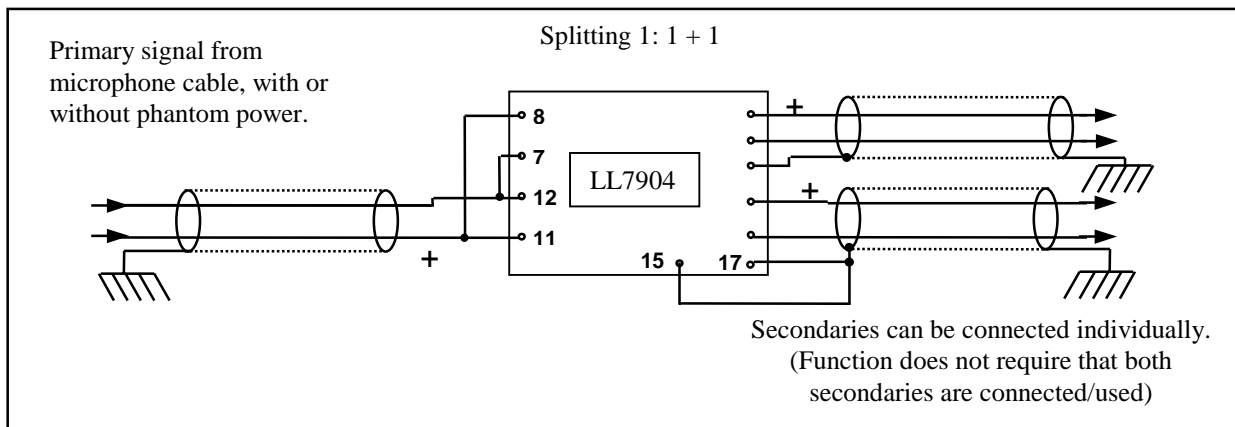 Splitting 1: 1 + 1
Primary signal from
microphone cable, with or
without phantom power.
+
8
7
LL7904
12
+
11
+
15
17
Secondaries can be connected individually.
(Function does not require that both
secondaries are connected/used)